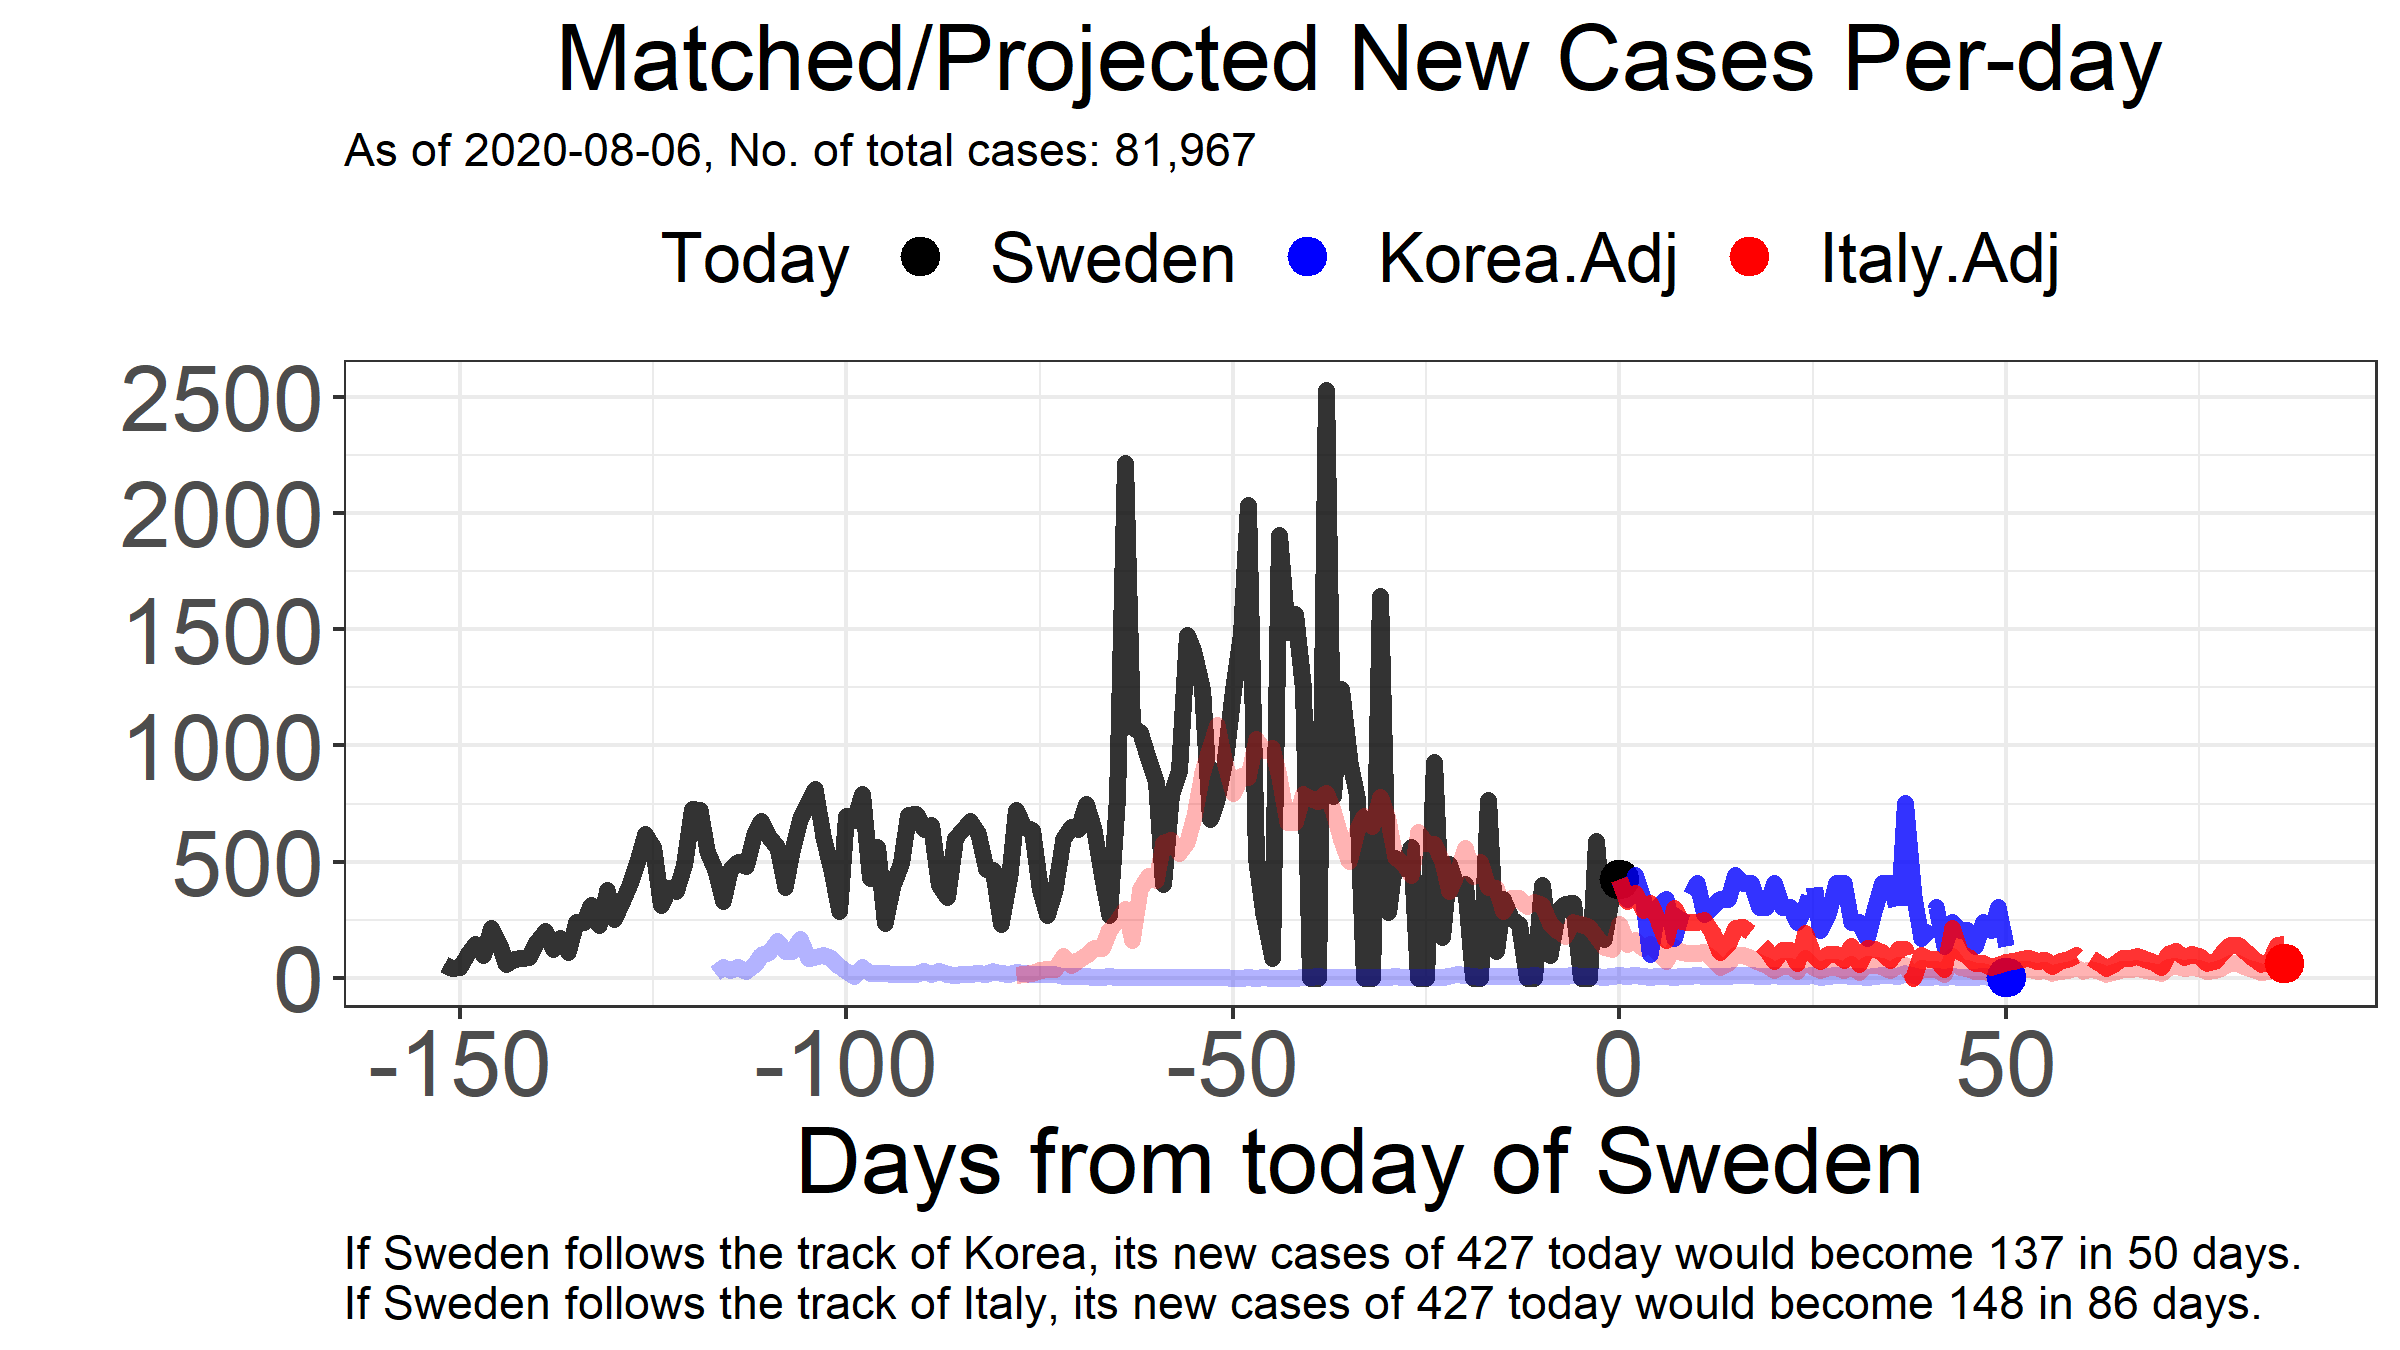 Matched/Projected New Cases Per-day
As of 2020-08-06, No. of total cases: 81,967
Today Sweden Korea.Adj Italy.Adj
2500
2000
1500
1000
500
0
-150 -100 -50 0 50
Days from today of Sweden
If Sweden follows the track of Korea, its new cases of 427 today would become 137 in 50 days.
If Sweden follows the track of Italy, its new cases of 427 today would become 148 in 86 days.